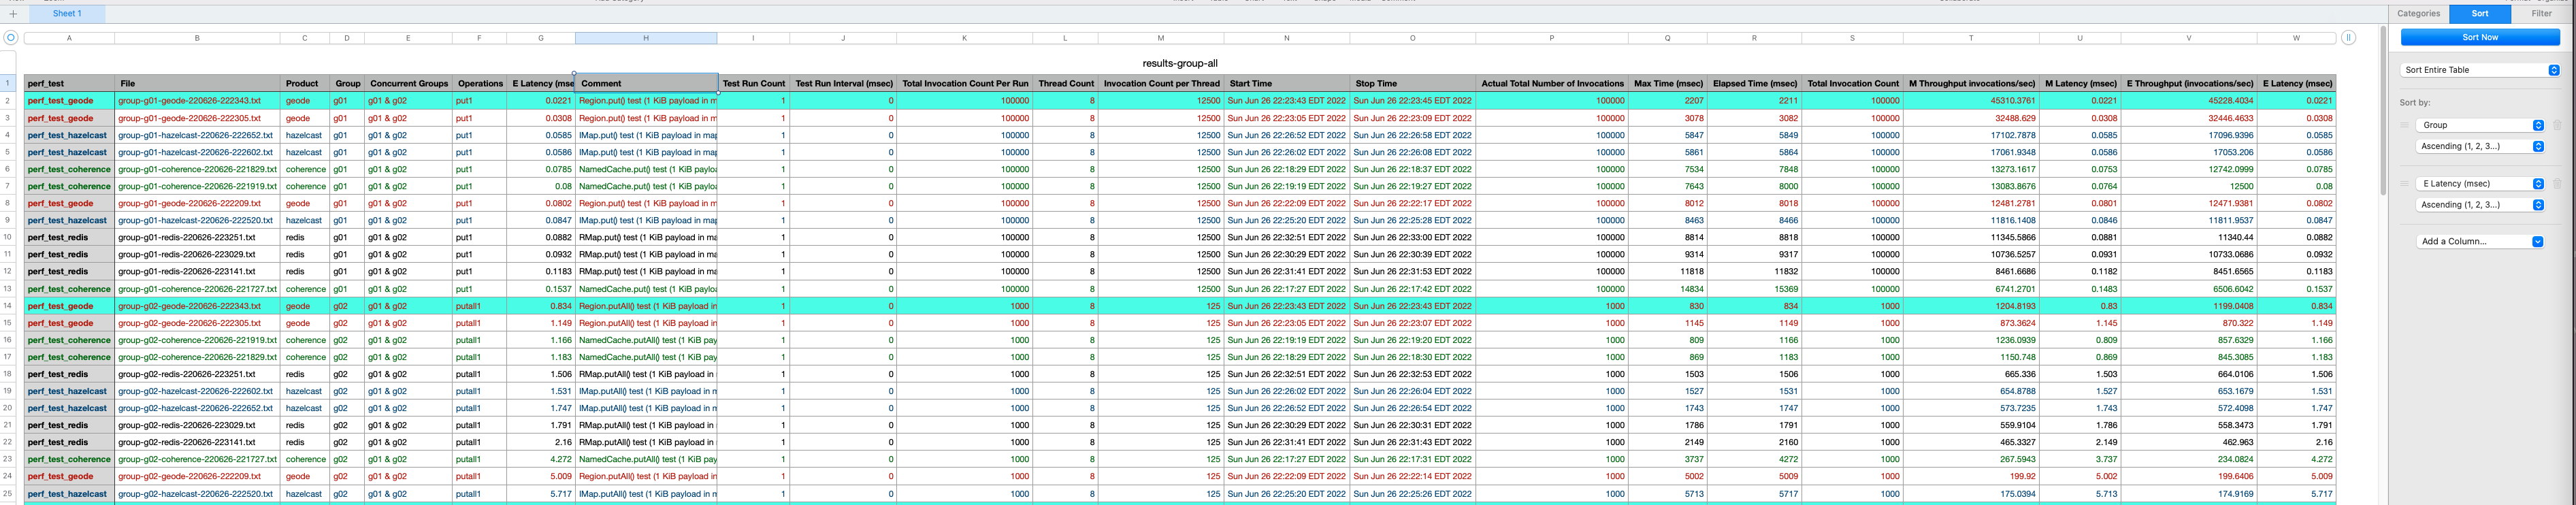 Sheet 1
Categories Sort Filter
Sort Now
A B C D E F G H I J K L M N O P Q R S T U V W
results-group-all
Sort Entire Table
Sort by:
Group
Ascending (1, 2, 3...)
E Latency (msec)
Ascending (1, 2, 3...)
Add a Column...
1 perf_test File Product Group Concurrent Groups Operations E Latency (mse Comment Test Run Count Test Run Interval (msec) Total Invocation Count Per Run Thread Count Invocation Count per Thread Start Time Stop Time Actual Total Number of Invocations Max Time (msec) Elapsed Time (msec) Total Invocation Count M Throughput invocations/sec) M Latency (msec) E Throughput (invocations/sec) E Latency (msec)
2 perf_test_geode group-g01-geode-220626-222343.txt geode g01 g01 & g02 put1 0.0221 Region.put() test (1 KiB payload in m 1 0 100000 8 12500 Sun Jun 26 22:23:43 EDT 2022 Sun Jun 26 22:23:45 EDT 2022 100000 2207 2211 100000 45310.3761 0.0221 45228.4034 0.0221
3 perf_test_geode group-g01-geode-220626-222305.txt geode g01 g01 & g02 put1 0.0308 Region.put() test (1 KiB payload in m 1 0 100000 8 12500 Sun Jun 26 22:23:05 EDT 2022 Sun Jun 26 22:23:09 EDT 2022 100000 3078 3082 100000 32488.629 0.0308 32446.4633 0.0308
4 perf_test_hazelcast group-g01-hazelcast-220626-222652.txt hazelcast g01 g01 & g02 put1 0.0585 IMap.put() test (1 KiB payload in map 1 0 100000 8 12500 Sun Jun 26 22:26:52 EDT 2022 Sun Jun 26 22:26:58 EDT 2022 100000 5847 5849 100000 17102.7878 0.0585 17096.9396 0.0585
5 perf_test_hazelcast group-g01-hazelcast-220626-222602.txt hazelcast g01 g01 & g02 put1 0.0586 IMap.put() test (1 KiB payload in map 1 0 100000 8 12500 Sun Jun 26 22:26:02 EDT 2022 Sun Jun 26 22:26:08 EDT 2022 100000 5861 5864 100000 17061.9348 0.0586 17053.206 0.0586
6 perf_test_coherence group-g01-coherence-220626-221829.txt coherence g01 g01 & g02 put1 0.0785 NamedCache.put() test (1 KiB paylo 1 0 100000 8 12500 Sun Jun 26 22:18:29 EDT 2022 Sun Jun 26 22:18:37 EDT 2022 100000 7534 7848 100000 13273.1617 0.0753 12742.0999 0.0785
7 perf_test_coherence group-g01-coherence-220626-221919.txt coherence g01 g01 & g02 put1 0.08 NamedCache.put() test (1 KiB paylo 1 0 100000 8 12500 Sun Jun 26 22:19:19 EDT 2022 Sun Jun 26 22:19:27 EDT 2022 100000 7643 8000 100000 13083.8676 0.0764 12500 0.08
8 perf_test_geode group-g01-geode-220626-222209.txt geode g01 g01 & g02 put1 0.0802 Region.put() test (1 KiB payload in m 1 0 100000 8 12500 Sun Jun 26 22:22:09 EDT 2022 Sun Jun 26 22:22:17 EDT 2022 100000 8012 8018 100000 12481.2781 0.0801 12471.9381 0.0802
9 perf_test_hazelcast group-g01-hazelcast-220626-222520.txt hazelcast g01 g01 & g02 put1 0.0847 IMap.put() test (1 KiB payload in map 1 0 100000 8 12500 Sun Jun 26 22:25:20 EDT 2022 Sun Jun 26 22:25:28 EDT 2022 100000 8463 8466 100000 11816.1408 0.0846 11811.9537 0.0847
10 perf_test_redis group-g01-redis-220626-223251.txt redis g01 g01 & g02 put1 0.0882 RMap.put() test (1 KiB payload in ma 1 0 100000 8 12500 Sun Jun 26 22:32:51 EDT 2022 Sun Jun 26 22:33:00 EDT 2022 100000 8814 8818 100000 11345.5866 0.0881 11340.44 0.0882
11 perf_test_redis group-g01-redis-220626-223029.txt redis g01 g01 & g02 put1 0.0932 RMap.put() test (1 KiB payload in ma 1 0 100000 8 12500 Sun Jun 26 22:30:29 EDT 2022 Sun Jun 26 22:30:39 EDT 2022 100000 9314 9317 100000 10736.5257 0.0931 10733.0686 0.0932
12 perf_test_redis group-g01-redis-220626-223141.txt redis g01 g01 & g02 put1 0.1183 RMap.put() test (1 KiB payload in ma 1 0 100000 8 12500 Sun Jun 26 22:31:41 EDT 2022 Sun Jun 26 22:31:53 EDT 2022 100000 11818 11832 100000 8461.6686 0.1182 8451.6565 0.1183
13 perf_test_coherence group-g01-coherence-220626-221727.txt coherence g01 g01 & g02 put1 0.1537 NamedCache.put() test (1 KiB paylo 1 0 100000 8 12500 Sun Jun 26 22:17:27 EDT 2022 Sun Jun 26 22:17:42 EDT 2022 100000 14834 15369 100000 6741.2701 0.1483 6506.6042 0.1537
14 perf_test_geode group-g02-geode-220626-222343.txt geode g02 g01 & g02 putall1 0.834 Region.putAll() test (1 KiB payload in 1 0 1000 8 125 Sun Jun 26 22:23:43 EDT 2022 Sun Jun 26 22:23:43 EDT 2022 1000 830 834 1000 1204.8193 0.83 1199.0408 0.834
15 perf_test_geode group-g02-geode-220626-222305.txt geode g02 g01 & g02 putall1 1.149 Region.putAll() test (1 KiB payload in 1 0 1000 8 125 Sun Jun 26 22:23:05 EDT 2022 Sun Jun 26 22:23:07 EDT 2022 1000 1145 1149 1000 873.3624 1.145 870.322 1.149
16 perf_test_coherence group-g02-coherence-220626-221919.txt coherence g02 g01 & g02 putall1 1.166 NamedCache.putAll() test (1 KiB pay 1 0 1000 8 125 Sun Jun 26 22:19:19 EDT 2022 Sun Jun 26 22:19:20 EDT 2022 1000 809 1166 1000 1236.0939 0.809 857.6329 1.166
17 perf_test_coherence group-g02-coherence-220626-221829.txt coherence g02 g01 & g02 putall1 1.183 NamedCache.putAll() test (1 KiB pay 1 0 1000 8 125 Sun Jun 26 22:18:29 EDT 2022 Sun Jun 26 22:18:30 EDT 2022 1000 869 1183 1000 1150.748 0.869 845.3085 1.183
18 perf_test_redis group-g02-redis-220626-223251.txt redis g02 g01 & g02 putall1 1.506 RMap.putAll() test (1 KiB payload in 1 0 1000 8 125 Sun Jun 26 22:32:51 EDT 2022 Sun Jun 26 22:32:53 EDT 2022 1000 1503 1506 1000 665.336 1.503 664.0106 1.506
19 perf_test_hazelcast group-g02-hazelcast-220626-222602.txt hazelcast g02 g01 & g02 putall1 1.531 IMap.putAll() test (1 KiB payload in m 1 0 1000 8 125 Sun Jun 26 22:26:02 EDT 2022 Sun Jun 26 22:26:04 EDT 2022 1000 1527 1531 1000 654.8788 1.527 653.1679 1.531
20 perf_test_hazelcast group-g02-hazelcast-220626-222652.txt hazelcast g02 g01 & g02 putall1 1.747 IMap.putAll() test (1 KiB payload in m 1 0 1000 8 125 Sun Jun 26 22:26:52 EDT 2022 Sun Jun 26 22:26:54 EDT 2022 1000 1743 1747 1000 573.7235 1.743 572.4098 1.747
21 perf_test_redis group-g02-redis-220626-223029.txt redis g02 g01 & g02 putall1 1.791 RMap.putAll() test (1 KiB payload in 1 0 1000 8 125 Sun Jun 26 22:30:29 EDT 2022 Sun Jun 26 22:30:31 EDT 2022 1000 1786 1791 1000 559.9104 1.786 558.3473 1.791
22 perf_test_redis group-g02-redis-220626-223141.txt redis g02 g01 & g02 putall1 2.16 RMap.putAll() test (1 KiB payload in 1 0 1000 8 125 Sun Jun 26 22:31:41 EDT 2022 Sun Jun 26 22:31:43 EDT 2022 1000 2149 2160 1000 465.3327 2.149 462.963 2.16
23 perf_test_coherence group-g02-coherence-220626-221727.txt coherence g02 g01 & g02 putall1 4.272 NamedCache.putAll() test (1 KiB pay 1 0 1000 8 125 Sun Jun 26 22:17:27 EDT 2022 Sun Jun 26 22:17:31 EDT 2022 1000 3737 4272 1000 267.5943 3.737 234.0824 4.272
24 perf_test_geode group-g02-geode-220626-222209.txt geode g02 g01 & g02 putall1 5.009 Region.putAll() test (1 KiB payload in 1 0 1000 8 125 Sun Jun 26 22:22:09 EDT 2022 Sun Jun 26 22:22:14 EDT 2022 1000 5002 5009 1000 199.92 5.002 199.6406 5.009
25 perf_test_hazelcast group-g02-hazelcast-220626-222520.txt hazelcast g02 g01 & g02 putall1 5.717 IMap.putAll() test (1 KiB payload in m 1 0 1000 8 125 Sun Jun 26 22:25:20 EDT 2022 Sun Jun 26 22:25:26 EDT 2022 1000 5713 5717 1000 175.0394 5.713 174.9169 5.717